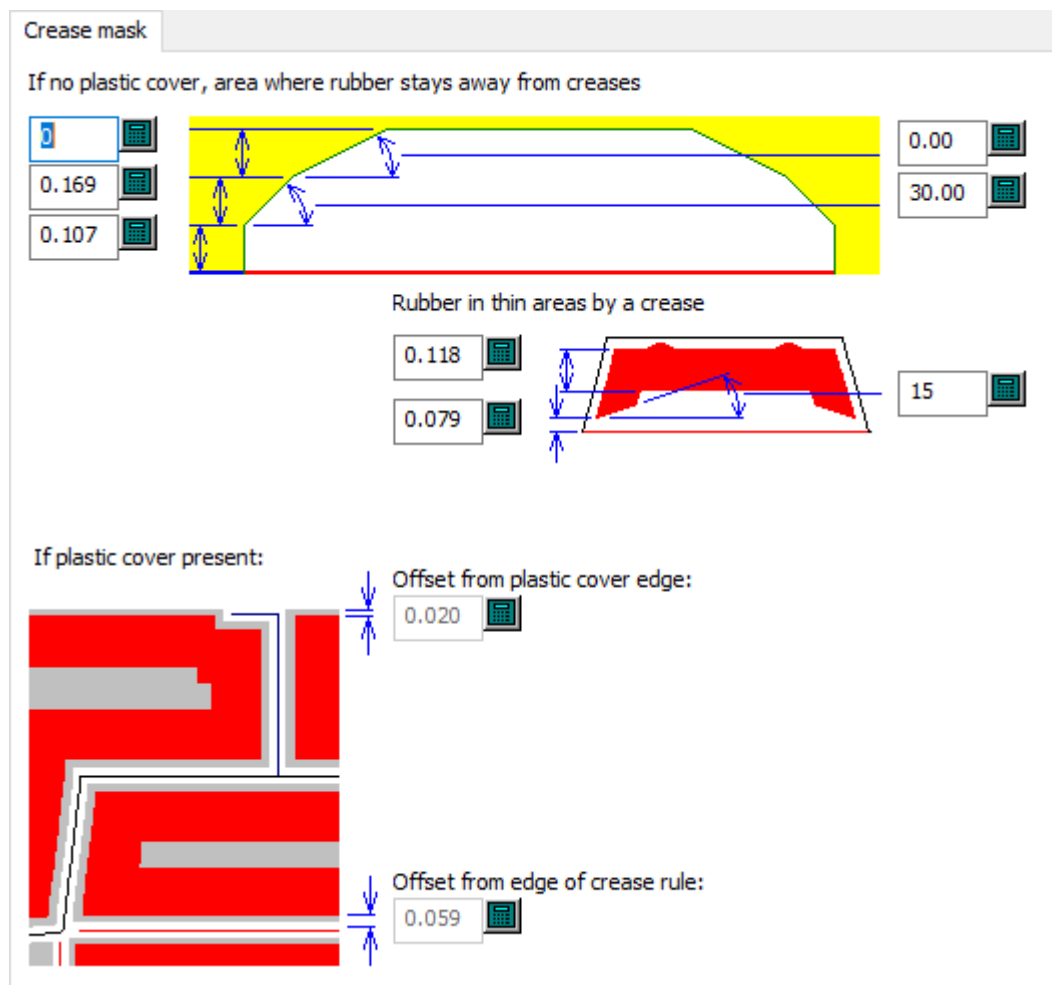 Crease mask
If no plastic cover, area where rubber stays away from creases
0
0.00
0.169
30.00
0.107
Rubber in thin areas by a crease
0.118
15
0.079
If plastic cover present:
Offset from plastic cover edge:
0.020
Offset from edge of crease rule:
0.059